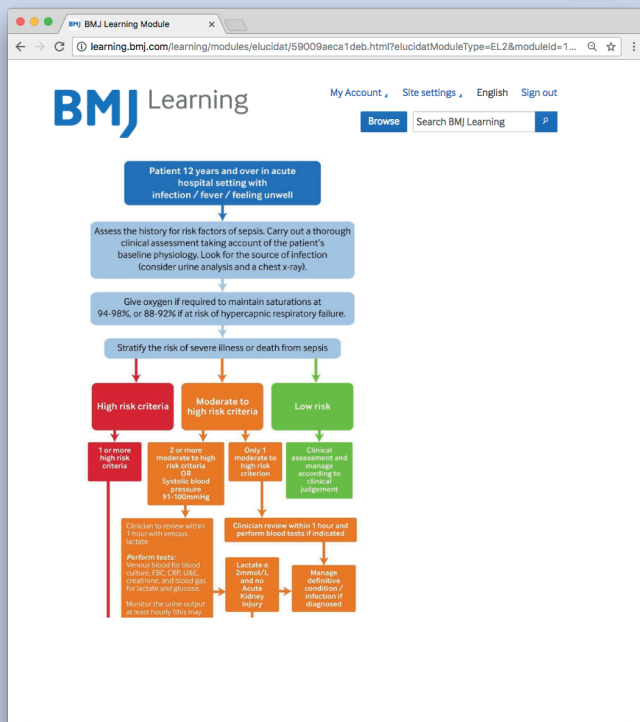 BMJ BMJ Learning Module ×
learning.bmj.com/learning/modules/elucidat/59009aeca1deb.html?elucidatModuleType=EL2&moduleId=1...
BMJ Learning
My Account Site settings English Sign out
Browse Search BMJ Learning
Patient 12 years and over in acute
hospital setting with
infection / fever / feeling unwell
Assess the history for risk factors of sepsis. Carry out a thorough
clinical assessment taking account of the patient's
baseline physiology. Look for the source of infection
(consider urine analysis and a chest x-ray).
Give oxygen if required to maintain saturations at
94-98%, or 88-92% if at risk of hypercapnic respiratory failure.
Stratify the risk of severe illness or death from sepsis
High risk criteria
Moderate to
high risk criteria
Low risk
1 or more
high risk
criteria
2 or more
moderate to high
risk criteria
OR
Systolic blood
pressure
91-100mmHg
Only 1
moderate to
high risk
criterion
Clinical
assessment and
manage
according to
clinical
judgement
Clinician to review within
1 hour with venous
lactate
Perform tests:
Venous blood for blood
culture, FBC, CRP, U&E,
creatinine, and blood gas
for lactate and glucose.
Monitor the urine output
at least hourly (this may
Clinician review within 1 hour and
perform blood tests if indicated
Lactate ≤
2mmol/L
and no
Acute
Kidney
Injury
Manage
definitive
condition /
infection if
diagnosed